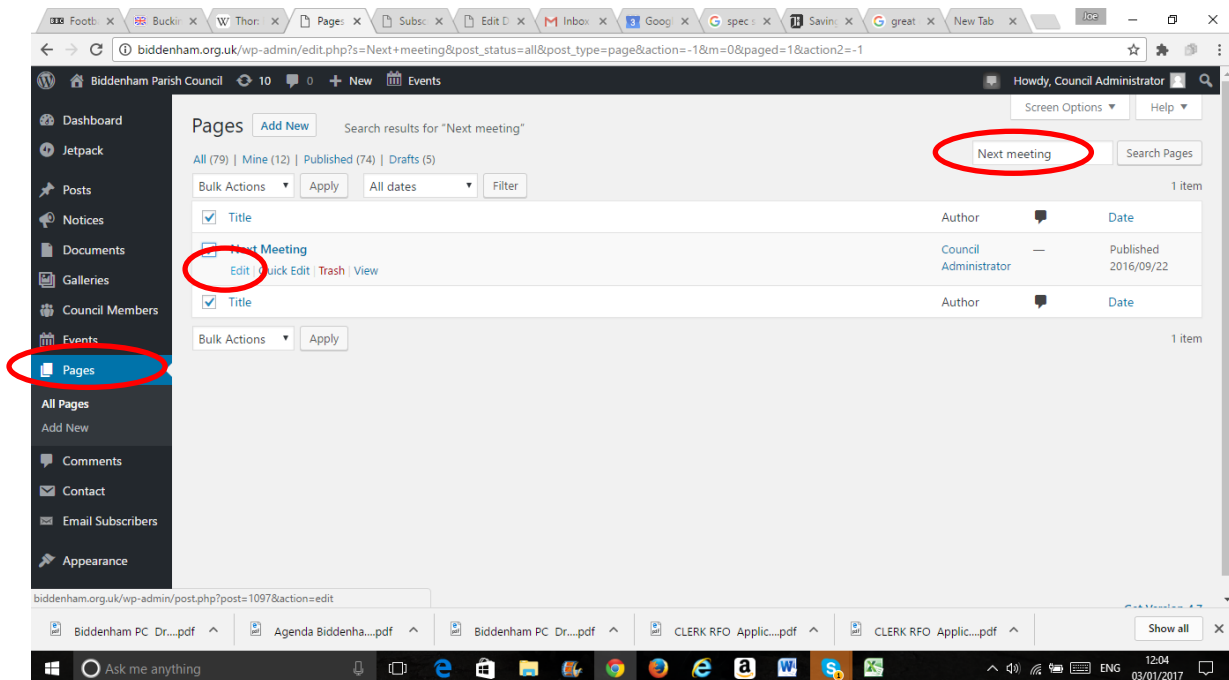 Footb Buckin Thor Pages Subsc Edit D Inbox Googl spec s Saving great New Tab Joe
biddenham.org.uk/wp-admin/edit.php?s=Next+meeting&post_status=all&post_type=page&action=-1&m=0&paged=1&action2=-1
Biddenham Parish Council 10 0 + New Events Howdy, Council Administrator
Screen Options ▼ Help ▼
Dashboard
Jetpack
Posts
Notices
Documents
Galleries
Council Members
Events
Pages
All Pages
Add New
Comments
Contact
Email Subscribers
Appearance
Pages Add New Search results for "Next meeting"
All (79) | Mine (12) | Published (74) | Drafts (5)
Next meeting Search Pages
Bulk Actions ▼ Apply All dates ▼ Filter 1 item
Title Author Date
Next Meeting Council Administrator — Published 2016/09/22
Edit | Quick Edit | Trash | View
Title Author Date
Bulk Actions ▼ Apply 1 item
biddenham.org.uk/wp-admin/post.php?post=1097&action=edit
Get Version 4.7
Biddenham PC Dr....pdf Agenda Biddenha....pdf Biddenham PC Dr....pdf CLERK RFO Applic....pdf CLERK RFO Applic....pdf Show all
Ask me anything ENG 12:04
03/01/2017